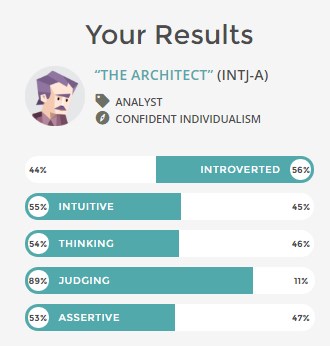 Your Results
“THE ARCHITECT” (INTJ-A)
ANALYST
CONFIDENT INDIVIDUALISM
44% INTROVERTED 56%
55% INTUITIVE 45%
54% THINKING 46%
89% JUDGING 11%
53% ASSERTIVE 47%